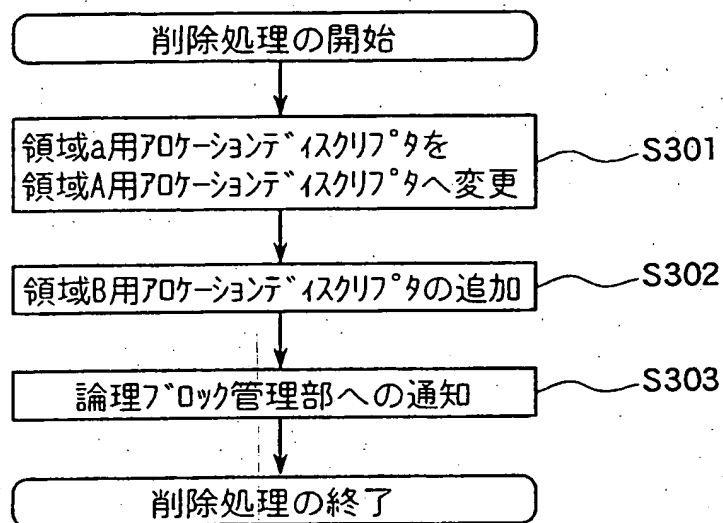 削除処理の開始
領域a用ｱﾛｹｰｼｮﾝﾃﾞｨｽｸﾘﾌﾟﾀを
領域A用ｱﾛｹｰｼｮﾝﾃﾞｨｽｸﾘﾌﾟﾀへ変更
S301
領域B用ｱﾛｹｰｼｮﾝﾃﾞｨｽｸﾘﾌﾟﾀの追加
S302
論理ﾌﾞﾛｯｸ管理部への通知
S303
削除処理の終了